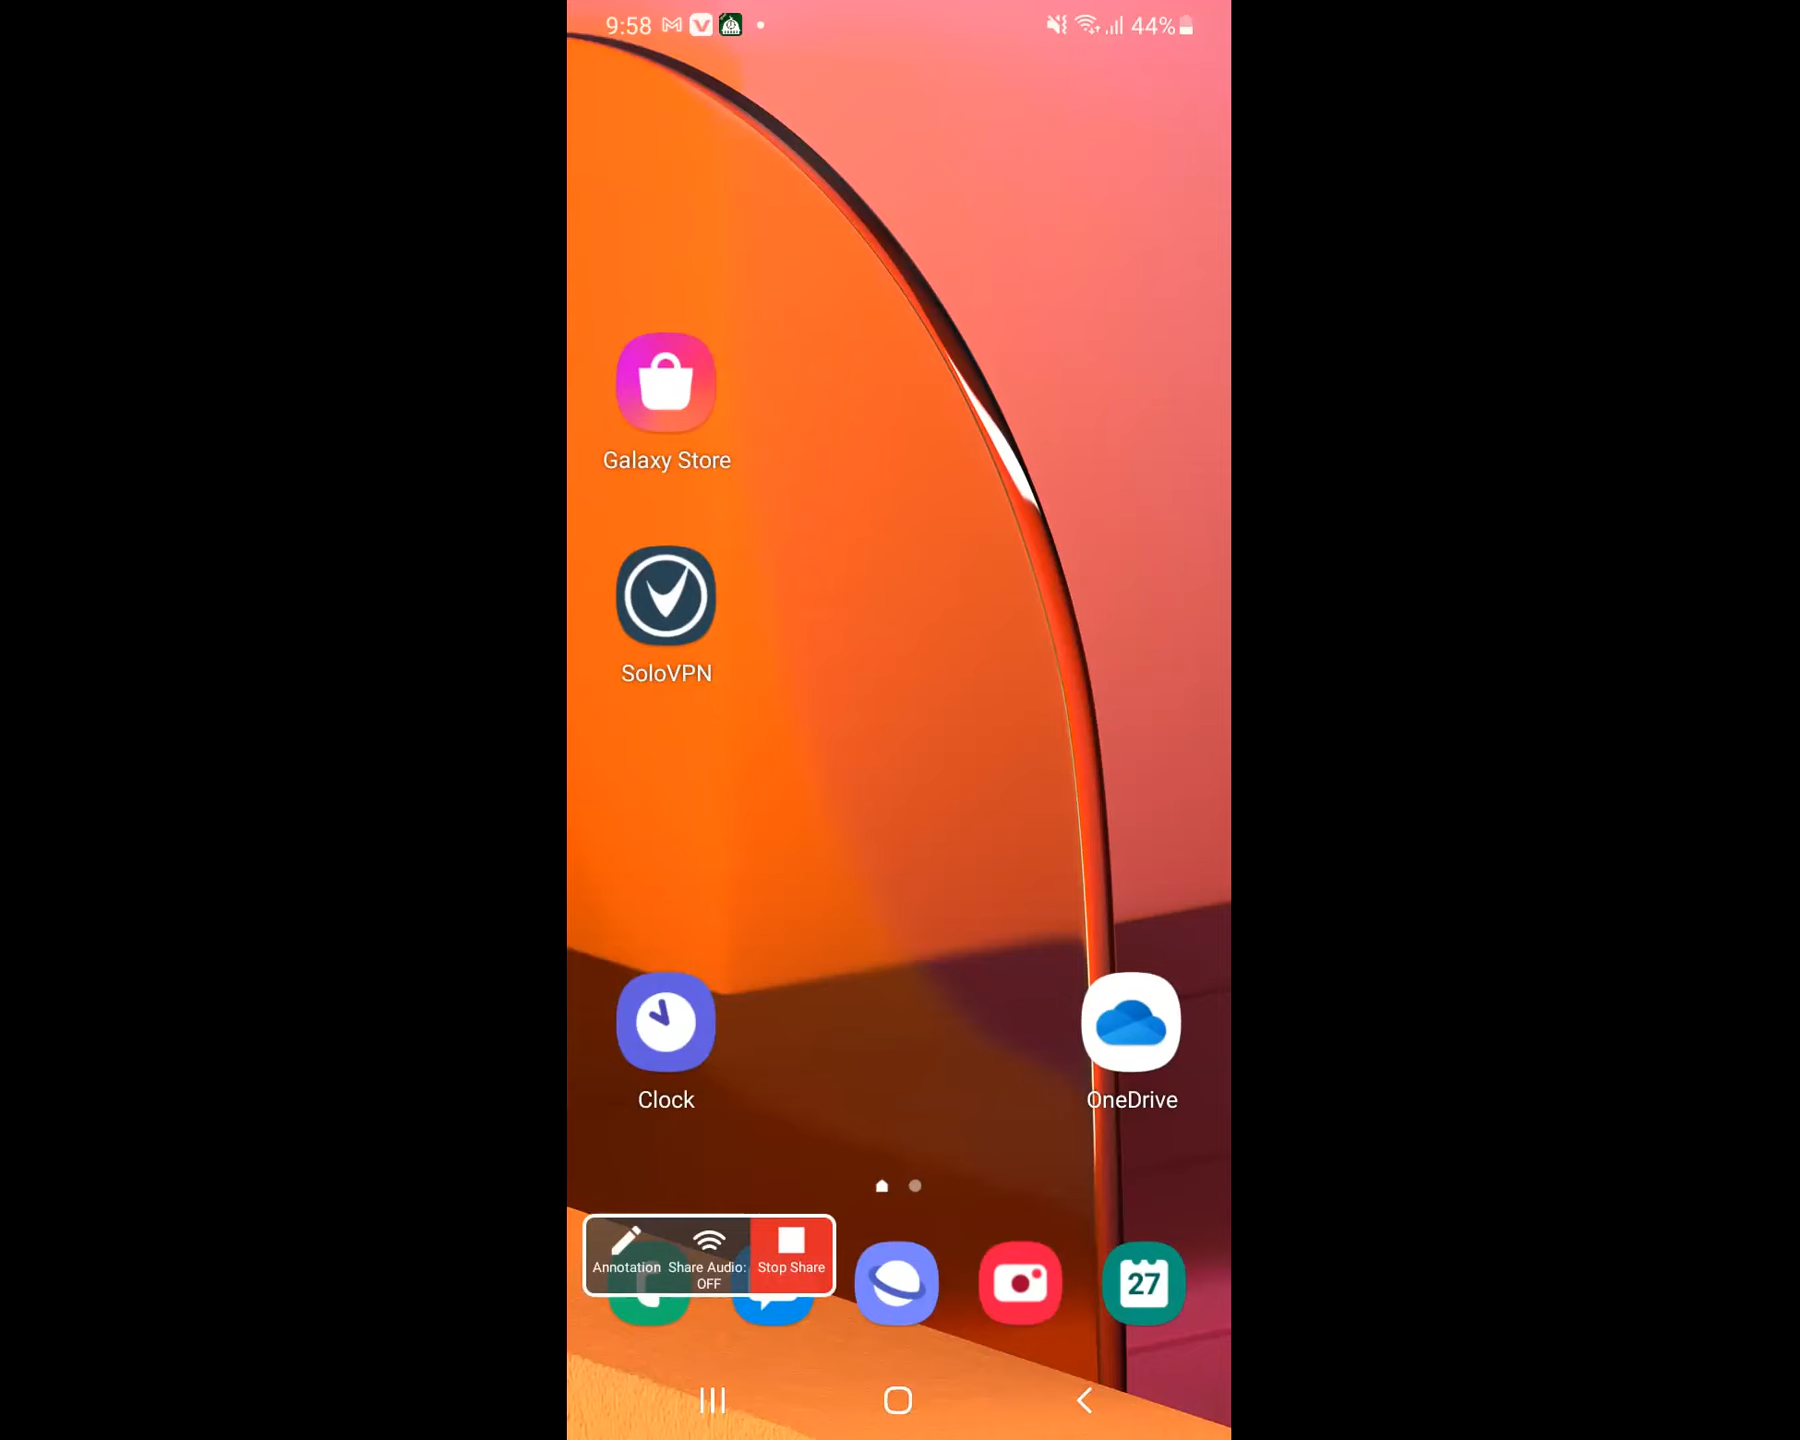 9:58
44%
Galaxy Store
SoloVPN
Clock
OneDrive
Annotation
Share Audio:
OFF
Stop Share
27